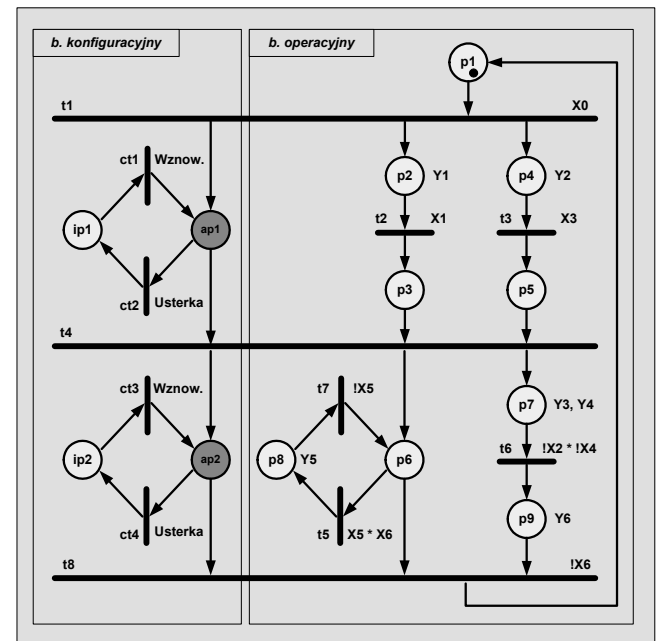 b. konfiguracyjny
b. operacyjny
p1
t1
X0
ct1
Wznow.
p2
Y1
p4
Y2
ip1
ap1
t2
X1
t3
X3
ct2
Usterka
p3
p5
t4
ct3
Wznow.
t7
!X5
p7
Y3, Y4
ip2
ap2
p8
Y5
p6
t6
!X2 * !X4
ct4
Usterka
t5
X5 * X6
p9
Y6
t8
!X6